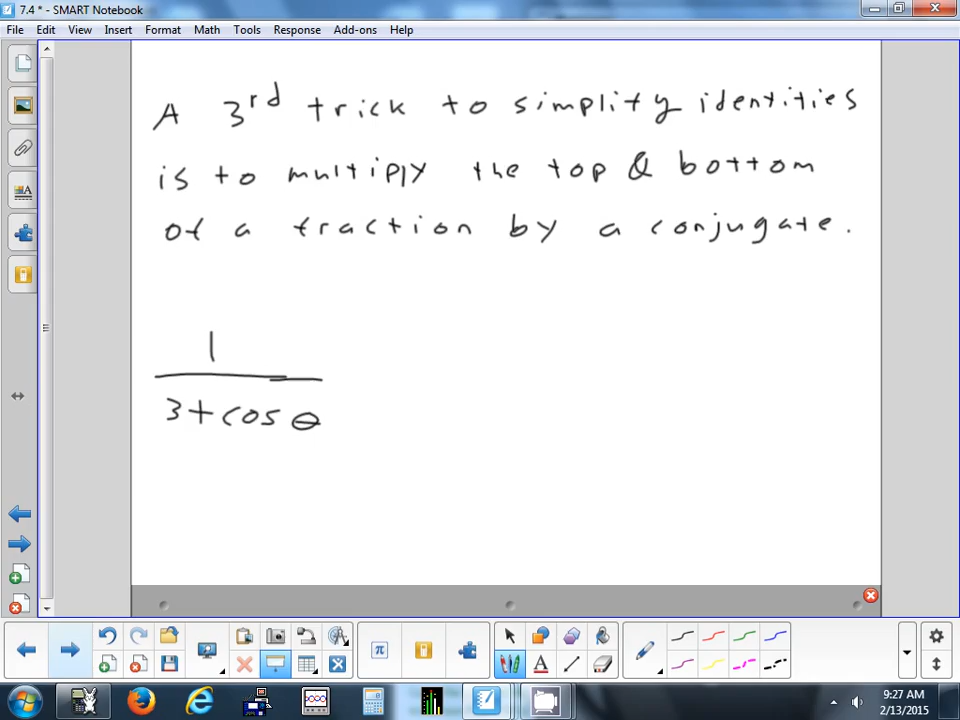 7.4 * - SMART Notebook
File Edit View Insert Format Math Tools Response Add-ons Help
A 3rd trick to simplify identities
is to multiply the top & bottom
of a fraction by a conjugate.
1
3+cos θ
π
A
9:27 AM
2/13/2015